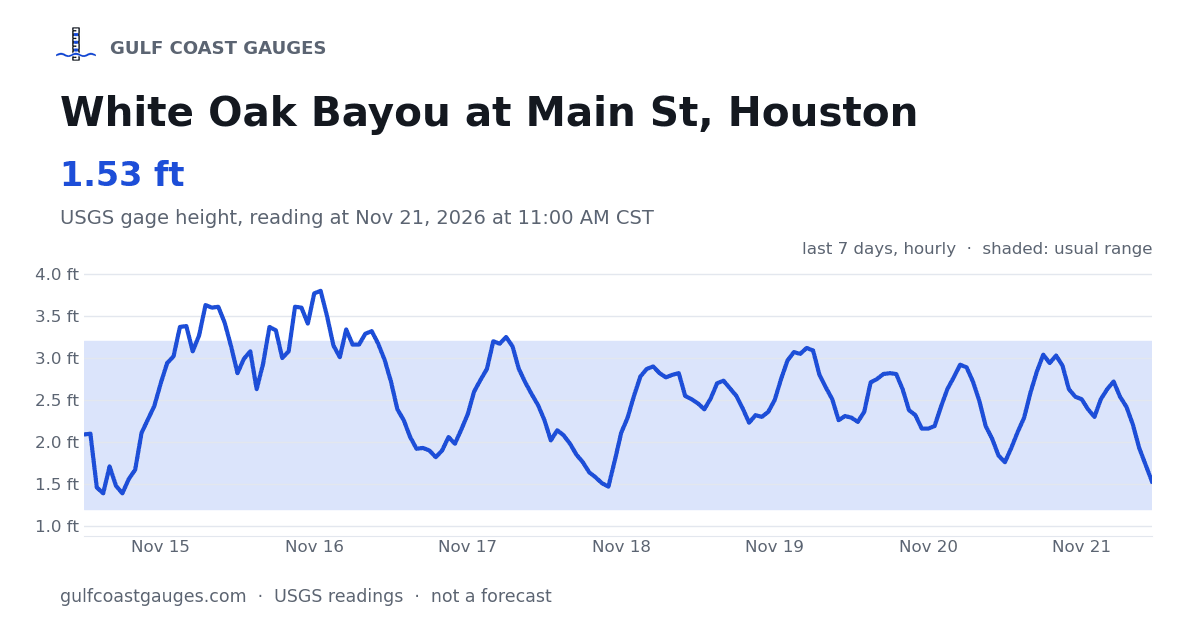 GULF COAST GAUGES
White Oak Bayou at Main St, Houston
1.53 ft
USGS gage height, reading at Nov 21, 2026 at 11:00 AM CST
last 7 days, hourly · shaded: usual range
4.0 ft
3.5 ft
3.0 ft
2.5 ft
2.0 ft
1.5 ft
1.0 ft
Nov 15 Nov 16 Nov 17 Nov 18 Nov 19 Nov 20 Nov 21
gulfcoastgauges.com · USGS readings · not a forecast